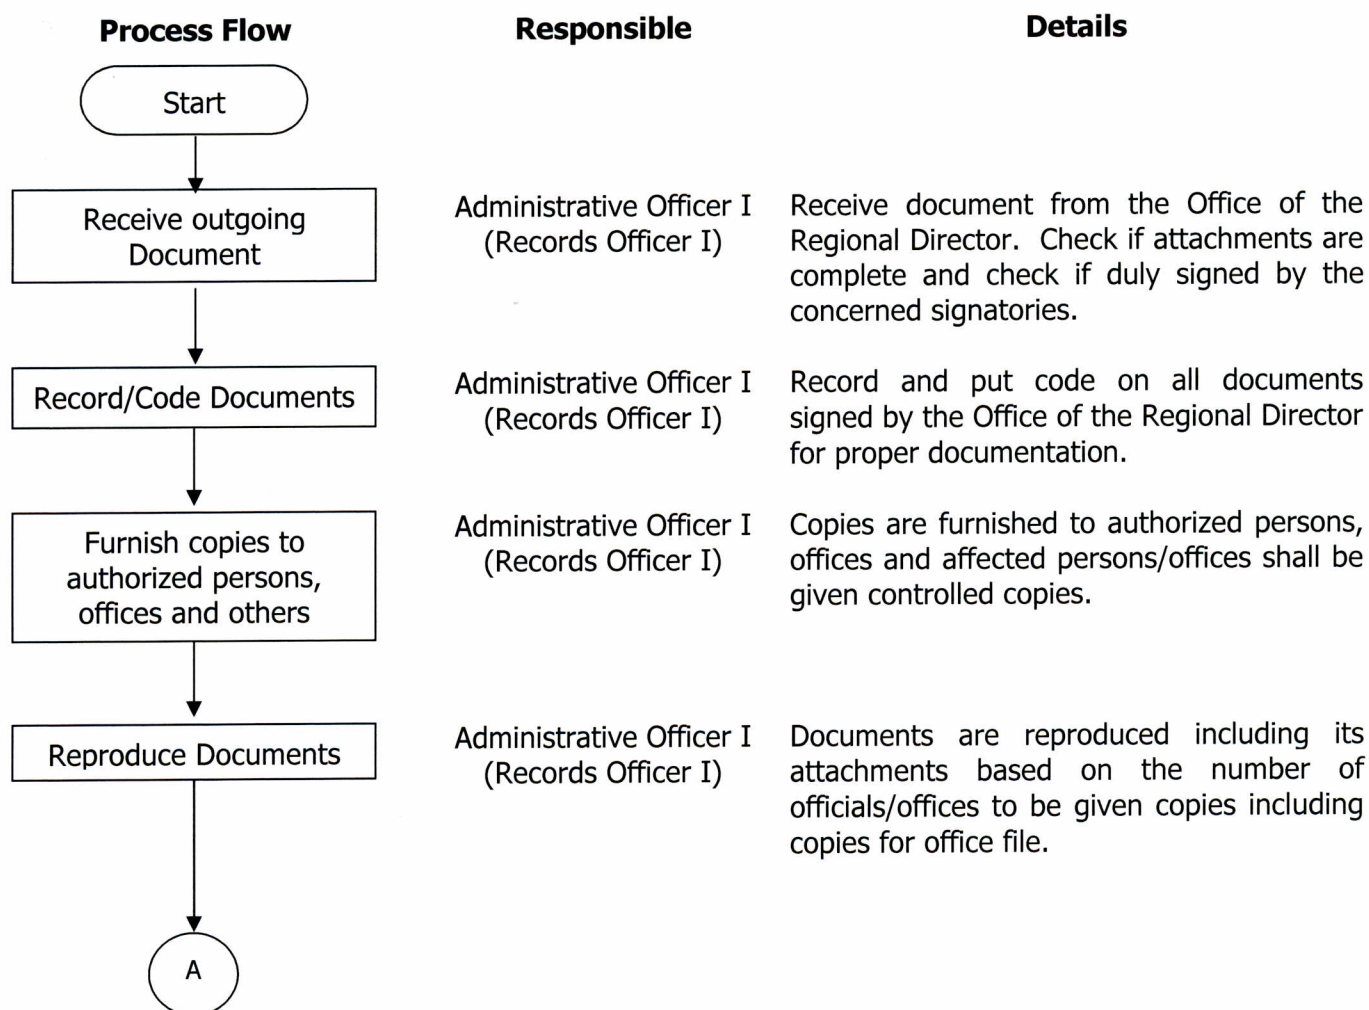 Process Flow
Responsible
Details
Start
Receive outgoing
Document
Administrative Officer I
(Records Officer I)
Receive document from the Office of the
Regional Director. Check if attachments are
complete and check if duly signed by the
concerned signatories.
Record/Code Documents
Administrative Officer I
(Records Officer I)
Record and put code on all documents
signed by the Office of the Regional Director
for proper documentation.
Furnish copies to
authorized persons,
offices and others
Administrative Officer I
(Records Officer I)
Copies are furnished to authorized persons,
offices and affected persons/offices shall be
given controlled copies.
Reproduce Documents
Administrative Officer I
(Records Officer I)
Documents are reproduced including its
attachments based on the number of
officials/offices to be given copies including
copies for office file.
A